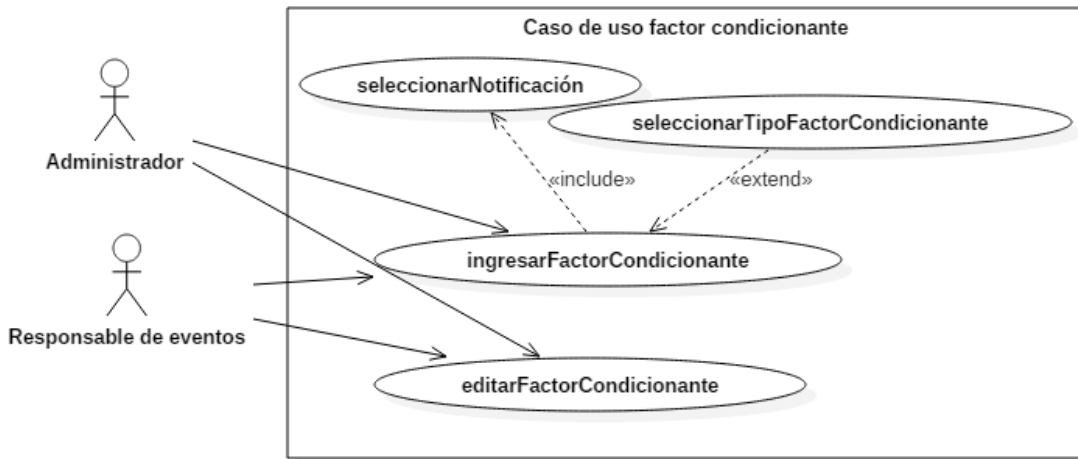 Caso de uso factor condicionante
seleccionarNotificación
seleccionarTipoFactorCondicionante
Administrador
«include»
«extend»
ingresarFactorCondicionante
Responsable de eventos
editarFactorCondicionante